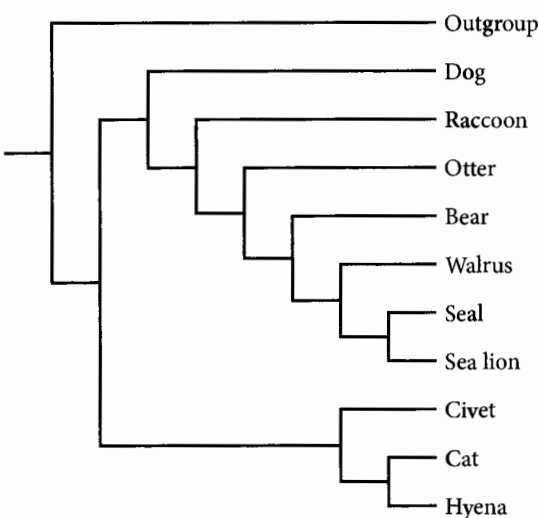 Outgroup
Dog
Raccoon
Otter
Bear
Walrus
Seal
Sea lion
Civet
Cat
Hyena